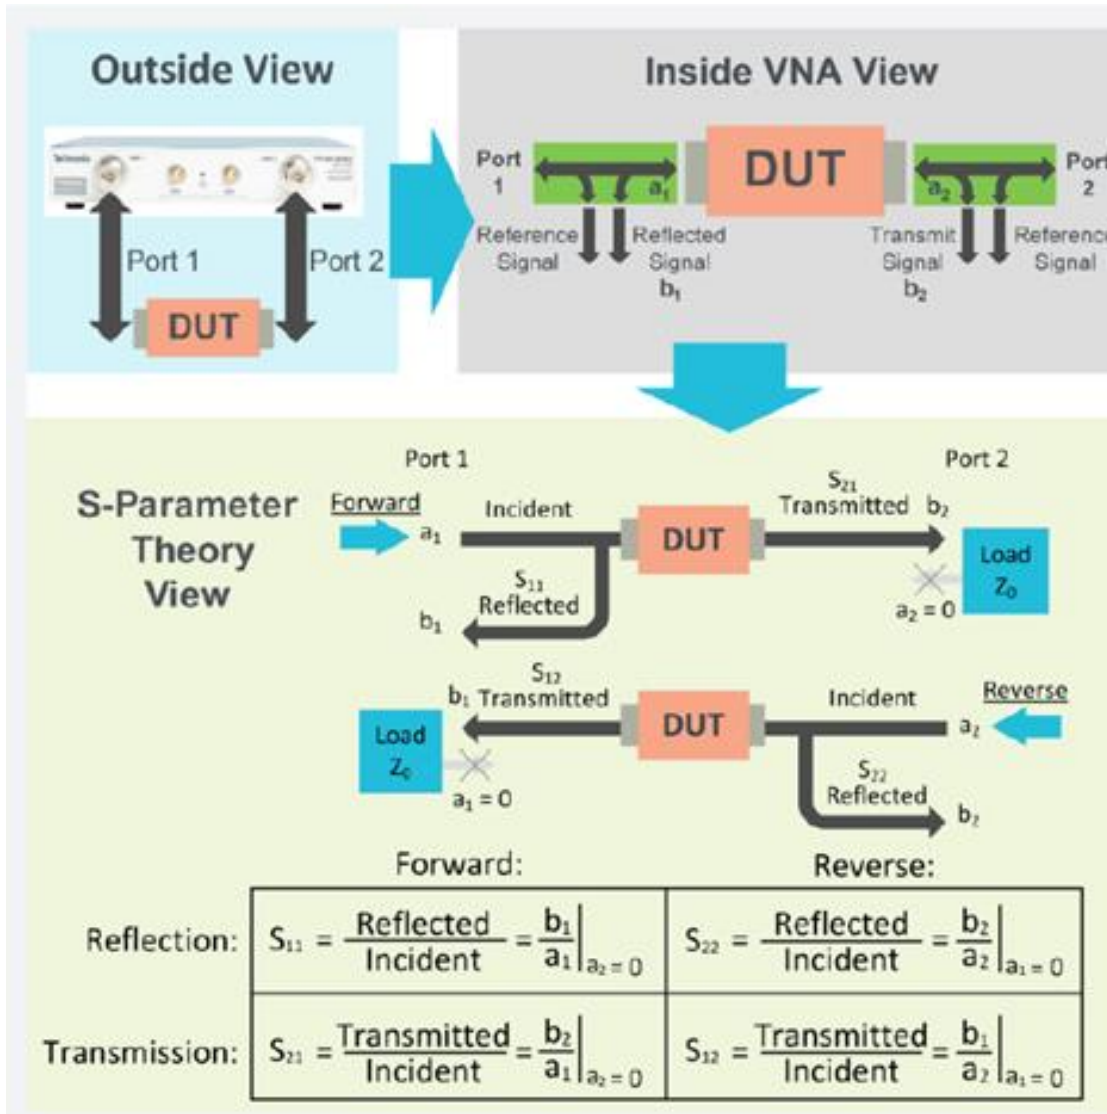 Outside View
Tektronix
Port 1
Port 2
DUT
Inside VNA View
Port
1
a₁
DUT
a₂
Port
2
Reference
Signal
Reflected
Signal
b₁
Transmit
Signal
b₂
Reference
Signal
S-Parameter
Theory
View
Port 1
Port 2
Forward
a₁
Incident
DUT
S₂₁
Transmitted
b₂
S₁₁
Reflected
b₁
Load
Z₀
a₂ = 0
S₁₂
b₁ Transmitted
DUT
Incident
Reverse
a₂
Load
Z₀
a₁ = 0
S₂₂
Reflected
b₂
Forward:
Reverse:
Reflection:
S₁₁ = Reflected / Incident = b₁ / a₁ | a₂ = 0
S₂₂ = Reflected / Incident = b₂ / a₂ | a₁ = 0
Transmission:
S₂₁ = Transmitted / Incident = b₂ / a₁ | a₂ = 0
S₁₂ = Transmitted / Incident = b₁ / a₂ | a₁ = 0